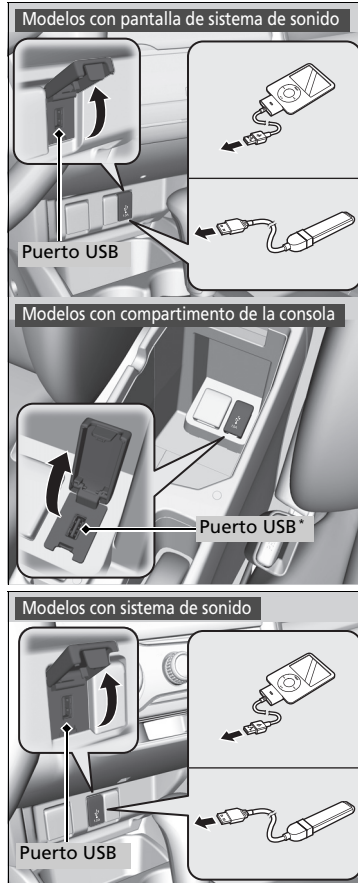 Modelos con pantalla de sistema de sonido
Puerto USB
Modelos con compartimento de la consola
Puerto USB*
Modelos con sistema de sonido
Puerto USB